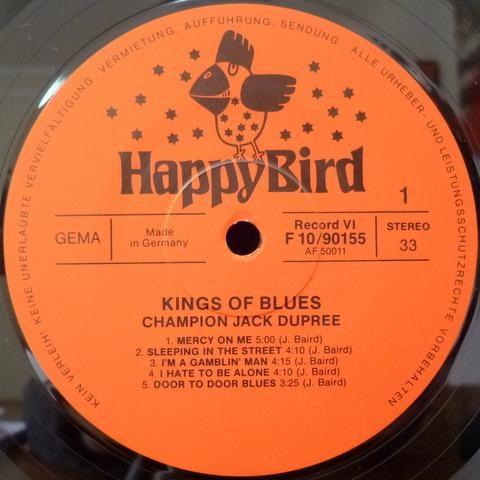 KEIN VERLEIH! KEINE UNERLAUBTE VERVIELFÄLTIGUNG, VERMIETUNG, AUFFÜHRUNG, SENDUNG ALLE URHEBER- UND LEISTUNGSSCHUTZRECHTE VORBEHALTEN
HappyBird
1
GEMA
Made
in Germany
Record VI
F 10/90155
AF 50011
STEREO
33
KINGS OF BLUES
CHAMPION JACK DUPREE
1. MERCY ON ME 5:00 (J. Baird)
2. SLEEPING IN THE STREET 4:10 (J. Baird)
3. I'M A GAMBLIN' MAN 4:15 (J. Baird)
4. I HATE TO BE ALONE 4:10 (J. Baird)
5. DOOR TO DOOR BLUES 3:25 (J. Baird)